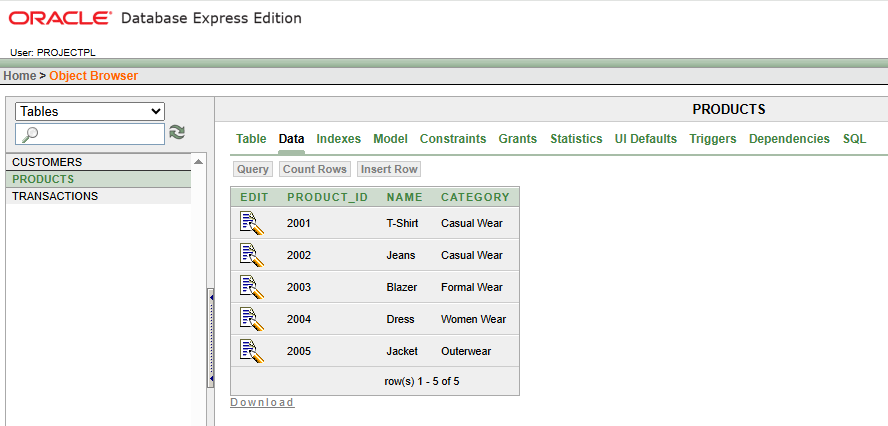 ORACLE® Database Express Edition
User: PROJECTPL
Home > Object Browser
Tables
CUSTOMERS
PRODUCTS
TRANSACTIONS
PRODUCTS
Table Data Indexes Model Constraints Grants Statistics UI Defaults Triggers Dependencies SQL
Query Count Rows Insert Row
EDIT PRODUCT_ID NAME CATEGORY
2001 T-Shirt Casual Wear
2002 Jeans Casual Wear
2003 Blazer Formal Wear
2004 Dress Women Wear
2005 Jacket Outerwear
row(s) 1 - 5 of 5
Download